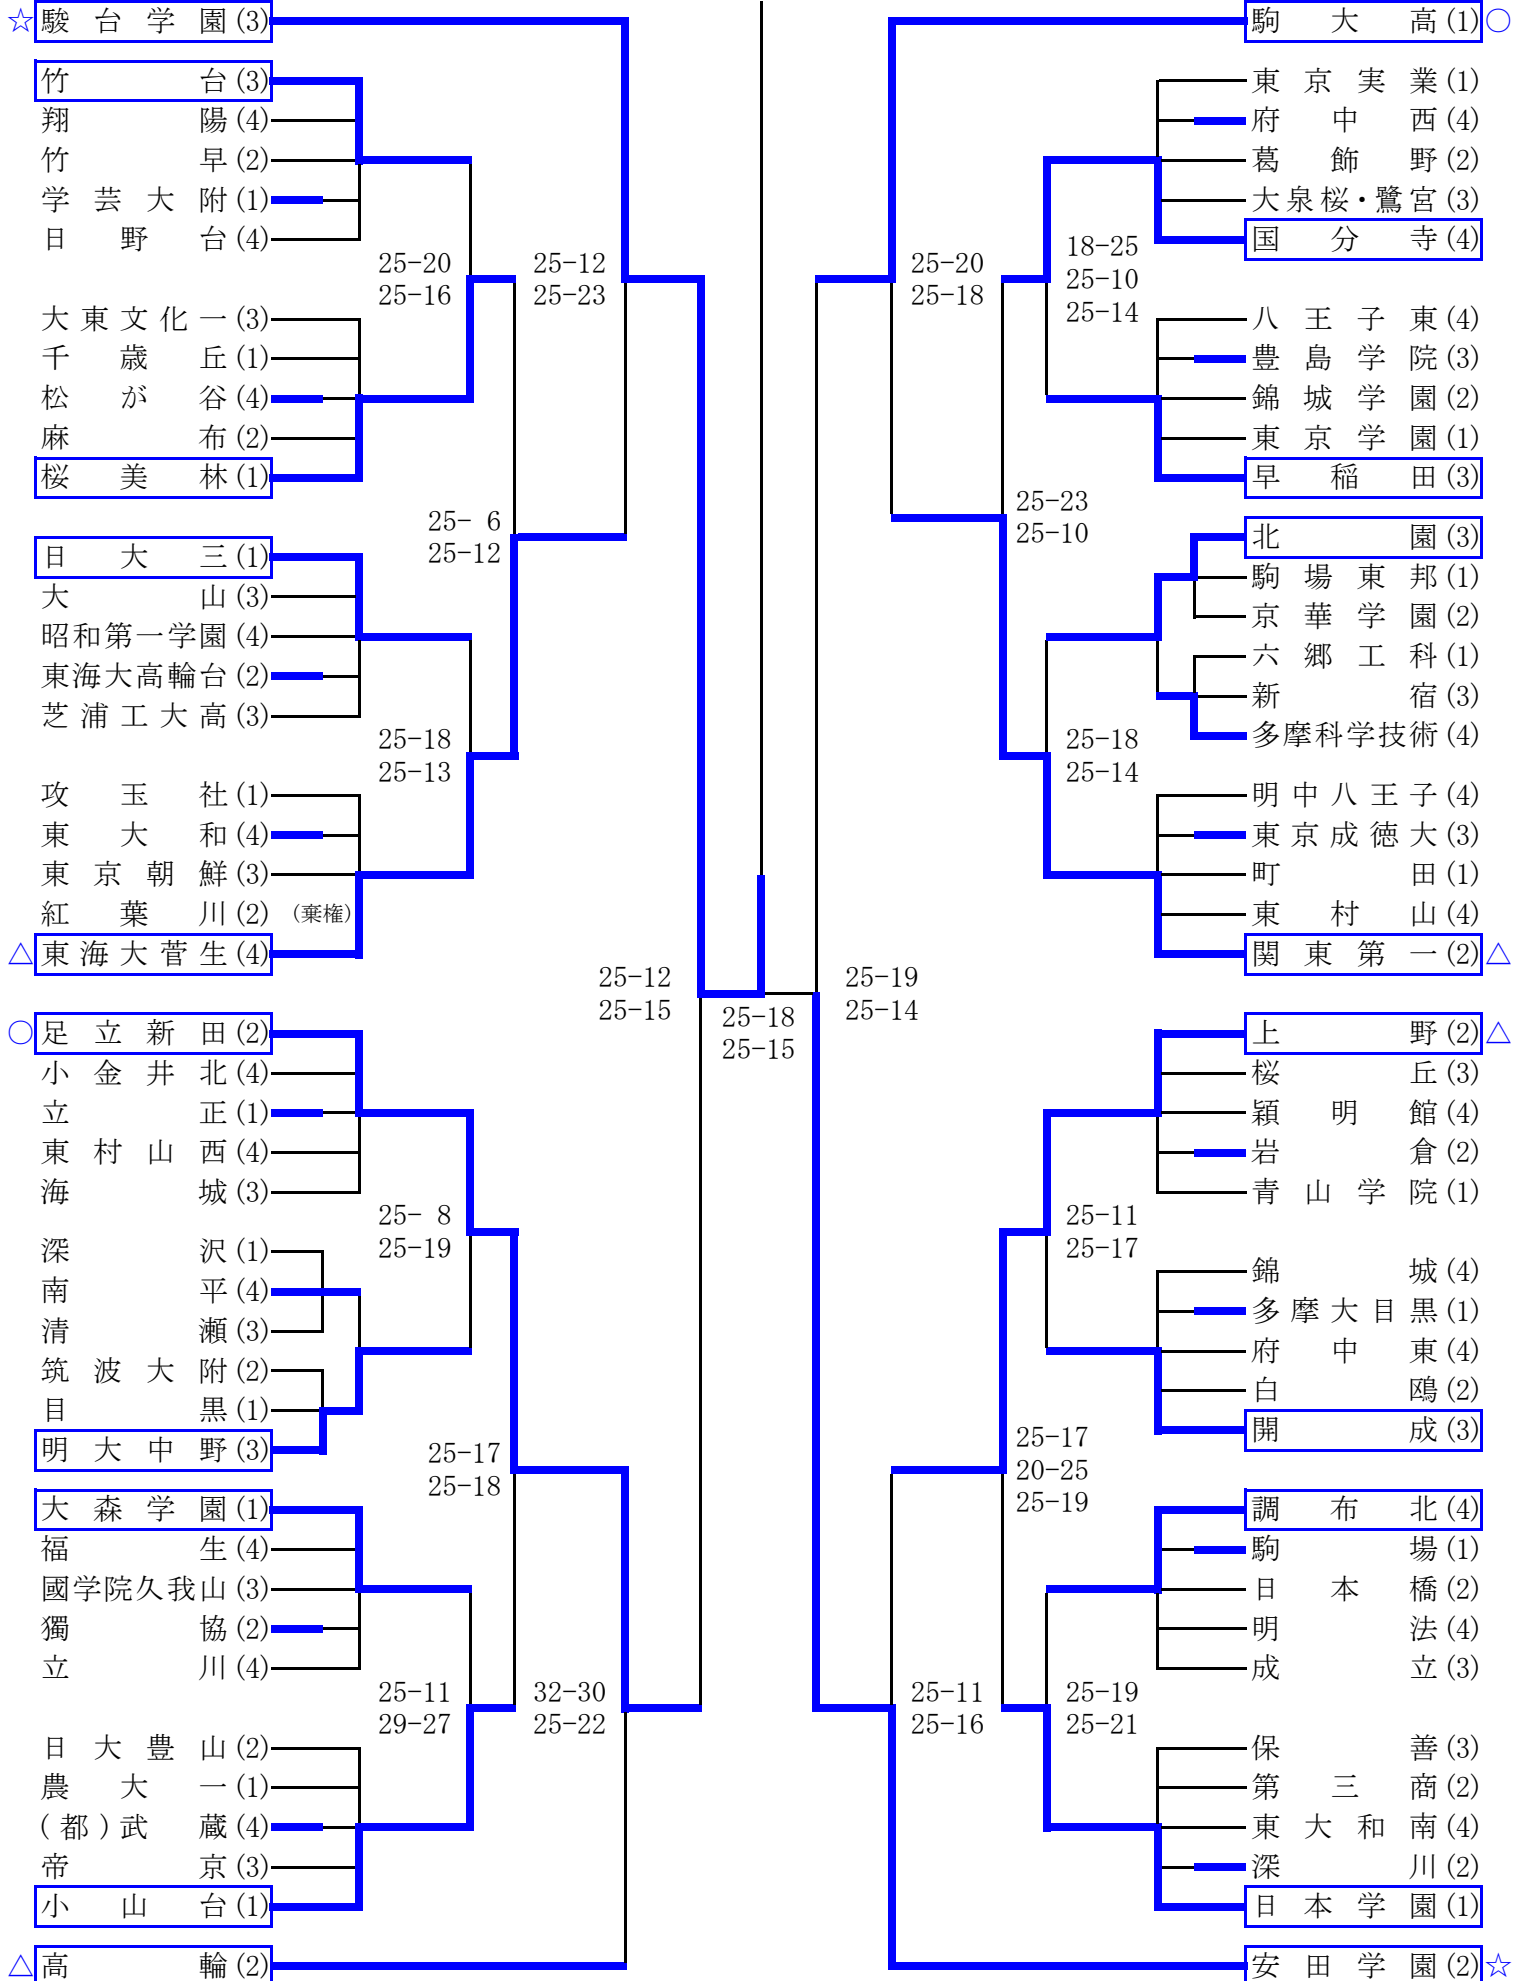 ☆駿台学園(3)
竹台(3)
翔陽(4)
竹早(2)
学芸大附(1)
日野台(4)
大東文化一(3)
千歳丘(1)
松が谷(4)
麻布(2)
桜美林(1)
日大三(1)
大山(3)
昭和第一学園(4)
東海大高輪台(2)
芝浦工大高(3)
攻玉社(1)
東大和(4)
東京朝鮮(3)
紅葉川(2) (棄権)
△東海大菅生(4)
○足立新田(2)
小金井北(4)
立正(1)
東村山西(4)
海城(3)
深沢(1)
南平(4)
清瀬(3)
筑波大附(2)
目黒(1)
明大中野(3)
大森学園(1)
福生(4)
國学院久我山(3)
獨協(2)
立川(4)
日大豊山(2)
農大一(1)
(都)武蔵(4)
帝京(3)
小山台(1)
△高輪(2)
25-20
25-16
25-18
25-13
25- 8
25-19
25-11
29-27
25- 6
25-12
25-17
25-18
25-12
25-23
32-30
25-22
25-12
25-15
25-18
25-15
25-19
25-14
25-20
25-18
25-11
25-16
25-23
25-10
25-17
20-25
25-19
18-25
25-10
25-14
25-18
25-14
25-11
25-17
25-19
25-21
駒大高(1)○
東京実業(1)
府中西(4)
葛飾野(2)
大泉桜・鷺宮(3)
国分寺(4)
八王子東(4)
豊島学院(3)
錦城学園(2)
東京学園(1)
早稲田(3)
北園(3)
駒場東邦(1)
京華学園(2)
六郷工科(1)
新宿(3)
多摩科学技術(4)
明中八王子(4)
東京成徳大(3)
町田(1)
東村山(4)
関東第一(2)△
上野(2)△
桜丘(3)
穎明館(4)
岩倉(2)
青山学院(1)
錦城(4)
多摩大目黒(1)
府中東(4)
白鴎(2)
開成(3)
調布北(4)
駒場(1)
日本橋(2)
明法(4)
成立(3)
保善(3)
第三商(2)
東大和南(4)
深川(2)
日本学園(1)
安田学園(2)☆